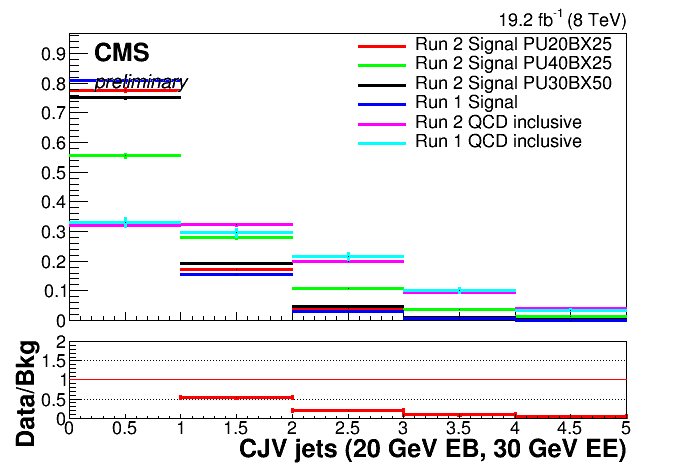 19.2 fb-1 (8 TeV)
CMS
preliminary
Run 2 Signal PU20BX25
Run 2 Signal PU40BX25
Run 2 Signal PU30BX50
Run 1 Signal
Run 2 QCD inclusive
Run 1 QCD inclusive
0.9
0.8
0.7
0.6
0.5
0.4
0.3
0.2
0.1
0
2
1.5
1
0.5
0
Data/Bkg
0 0.5 1 1.5 2 2.5 3 3.5 4 4.5 5
CJV jets (20 GeV EB, 30 GeV EE)